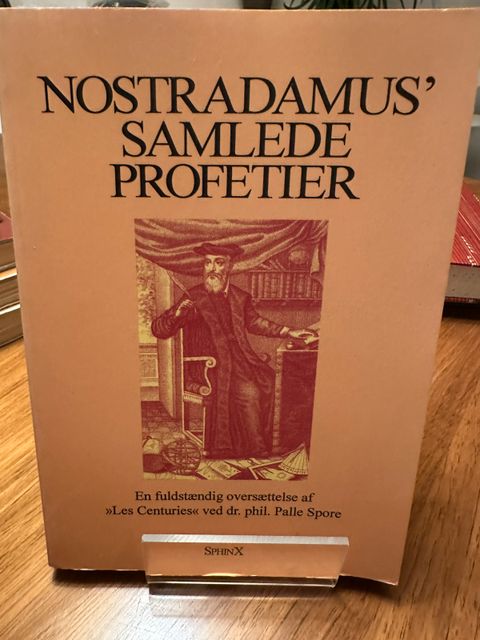 NOSTRADAMUS’
SAMLEDE
PROFETIER
En fuldstændig oversættelse af
»Les Centuries« ved dr. phil. Palle Spore
SPHINX